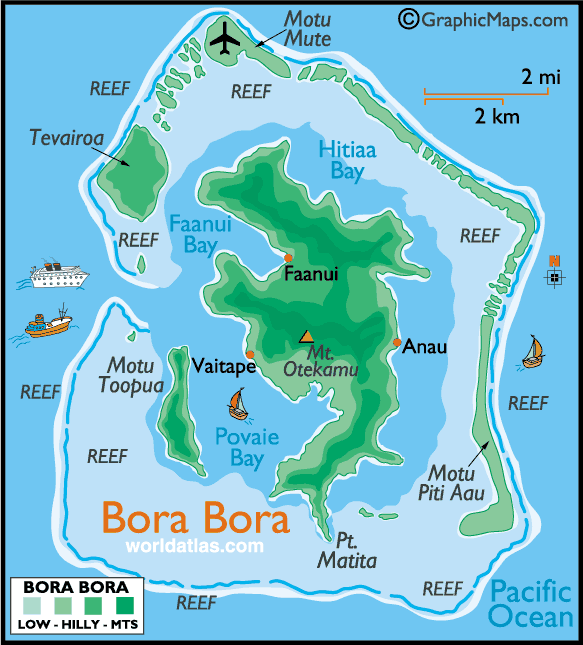 ©GraphicMaps.com
Motu
Mute
2 mi
2 km
REEF
REEF
Tevairoa
Hitiaa
Bay
Faanui
Bay
REEF
REEF
Faanui
N
Anau
Mt.
Otekamu
Vaitape
Motu
Toopua
REEF
REEF
REEF
Povaie
Bay
Motu
Piti Aau
Bora Bora
worldatlas.com
Pt.
Matita
BORA BORA
LOW - HILLY - MTS
REEF
REEF
Pacific
Ocean